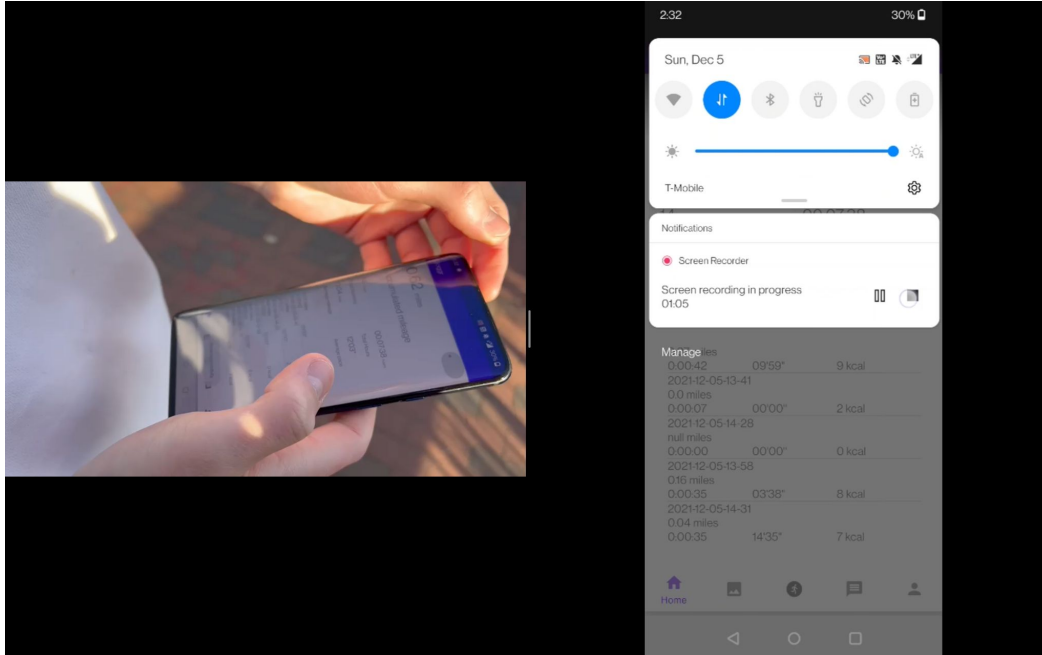 2:32 30%
Sun, Dec 5
T-Mobile
00:07:38
Notifications
Screen Recorder
Screen recording in progress
01:05
Manage
miles
0:00:42 09'59" 9 kcal
2021-12-05-13-41
0.0 miles
0:00:07 00'00" 2 kcal
2021-12-05-14-28
null miles
0:00:00 00'00" 0 kcal
2021-12-05-13-58
0.16 miles
0:00:35 03'38" 8 kcal
2021-12-05-14-31
0.04 miles
0:00:35 14'35" 7 kcal
Home